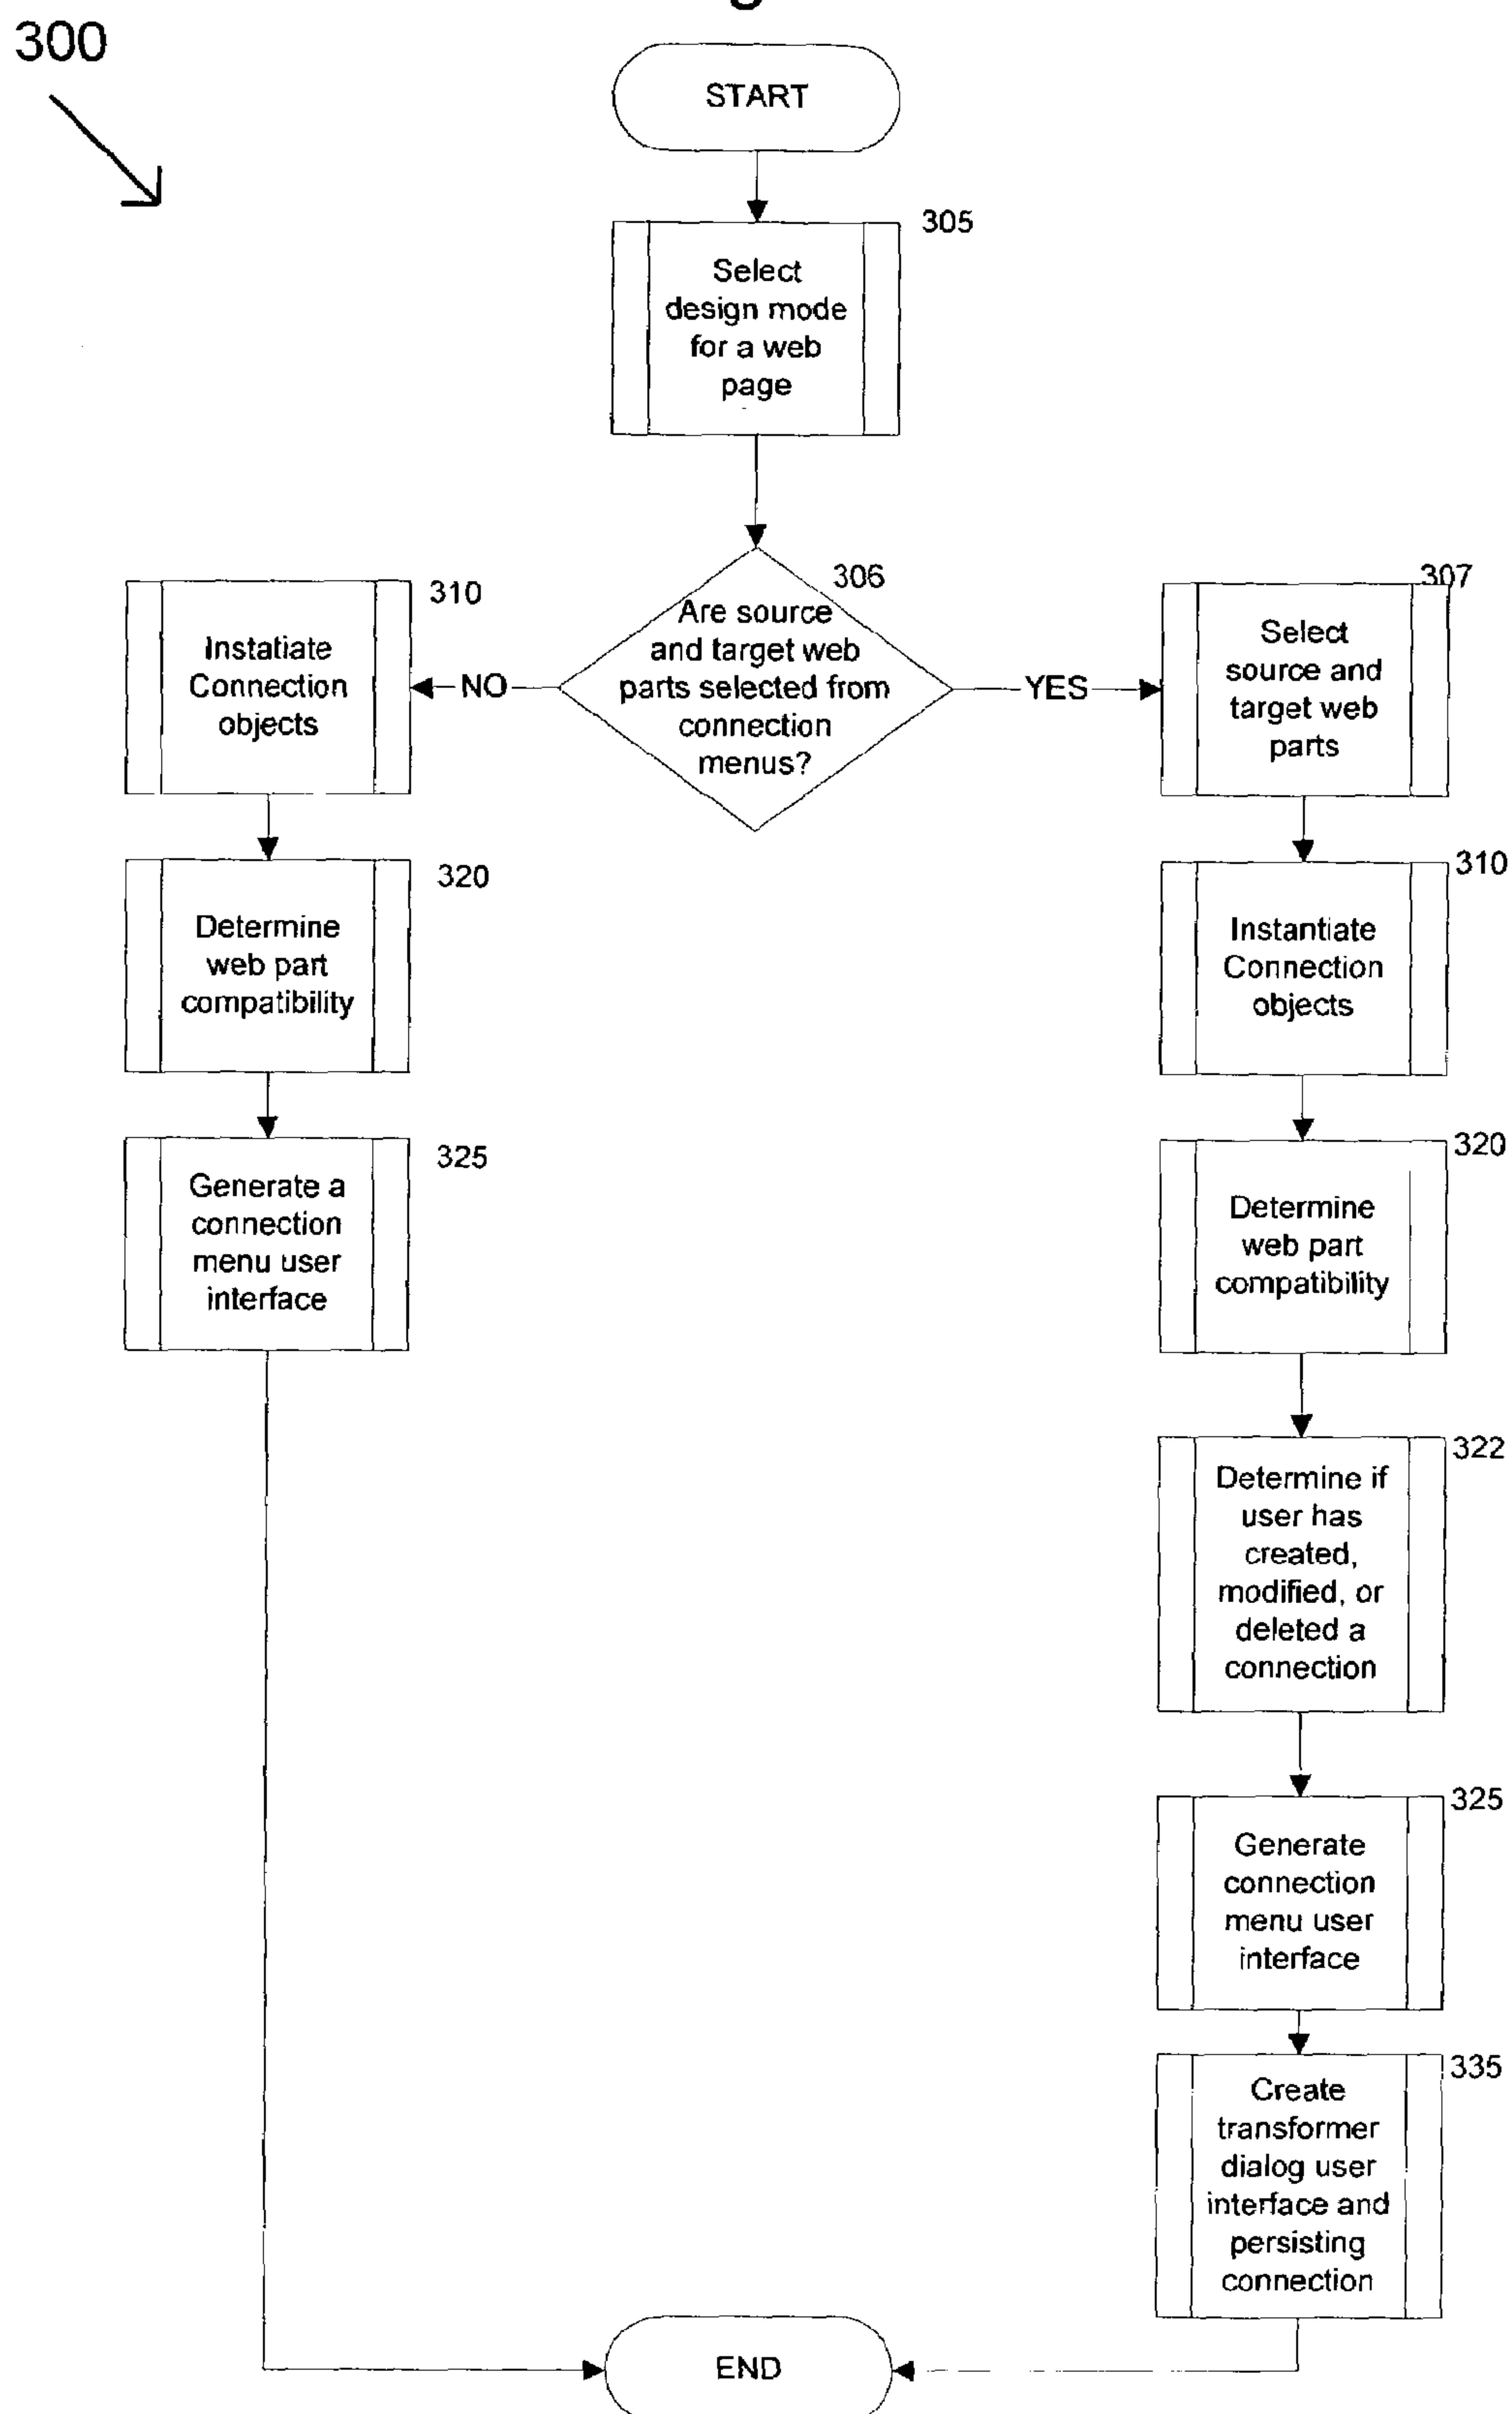 300
START
305
Select
design mode
for a web
page
306
Are source
and target web
parts selected from
connection
menus?
NO
YES
310
Instatiate
Connection
objects
320
Determine
web part
compatibility
325
Generate a
connection
menu user
interface
307
Select
source and
target web
parts
310
Instantiate
Connection
objects
320
Determine
web part
compatibility
322
Determine if
user has
created,
modified, or
deleted a
connection
325
Generate
connection
menu user
interface
335
Create
transformer
dialog user
interface and
persisting
connection
END